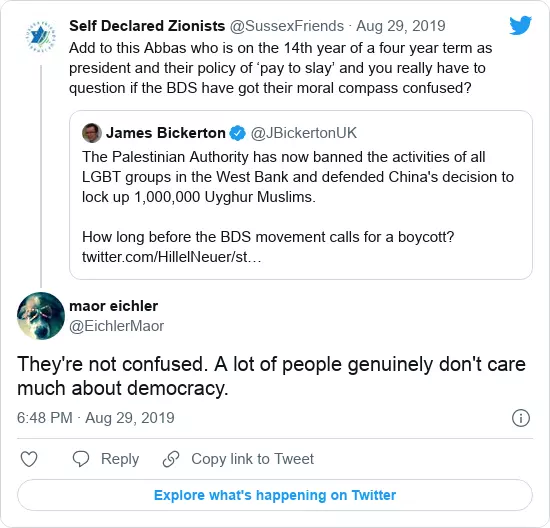 Self Declared Zionists @SussexFriends · Aug 29, 2019
Add to this Abbas who is on the 14th year of a four year term as
president and their policy of ‘pay to slay’ and you really have to
question if the BDS have got their moral compass confused?
James Bickerton @JBickertonUK
The Palestinian Authority has now banned the activities of all
LGBT groups in the West Bank and defended China's decision to
lock up 1,000,000 Uyghur Muslims.
How long before the BDS movement calls for a boycott?
twitter.com/HillelNeuer/st…
maor eichler
@EichlerMaor
They're not confused. A lot of people genuinely don't care
much about democracy.
6:48 PM · Aug 29, 2019
Reply
Copy link to Tweet
Explore what's happening on Twitter